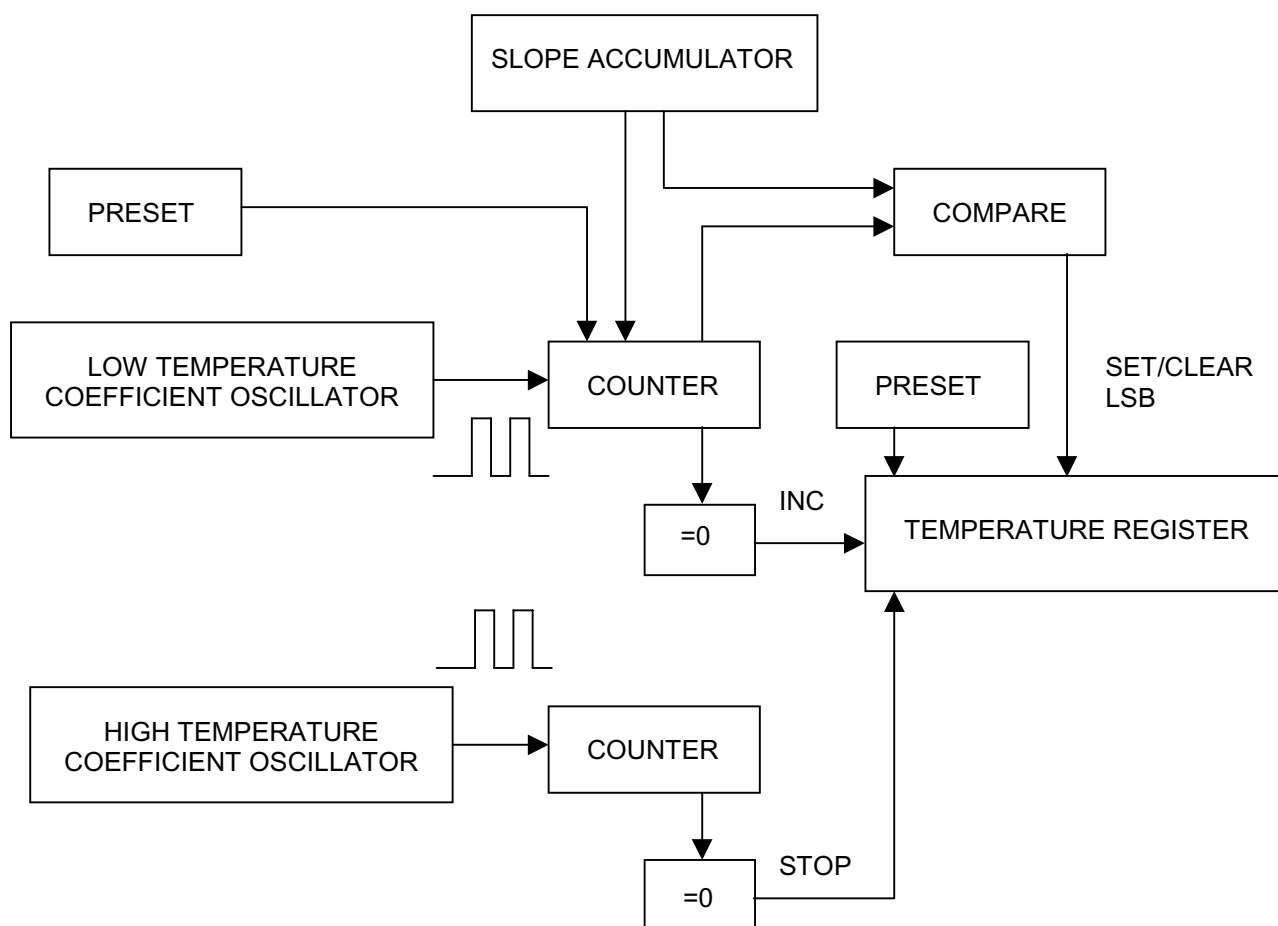 SLOPE ACCUMULATOR
PRESET
COMPARE
LOW TEMPERATURE
COEFFICIENT OSCILLATOR
COUNTER
PRESET
SET/CLEAR
LSB
=0
INC
TEMPERATURE REGISTER
HIGH TEMPERATURE
COEFFICIENT OSCILLATOR
COUNTER
=0
STOP